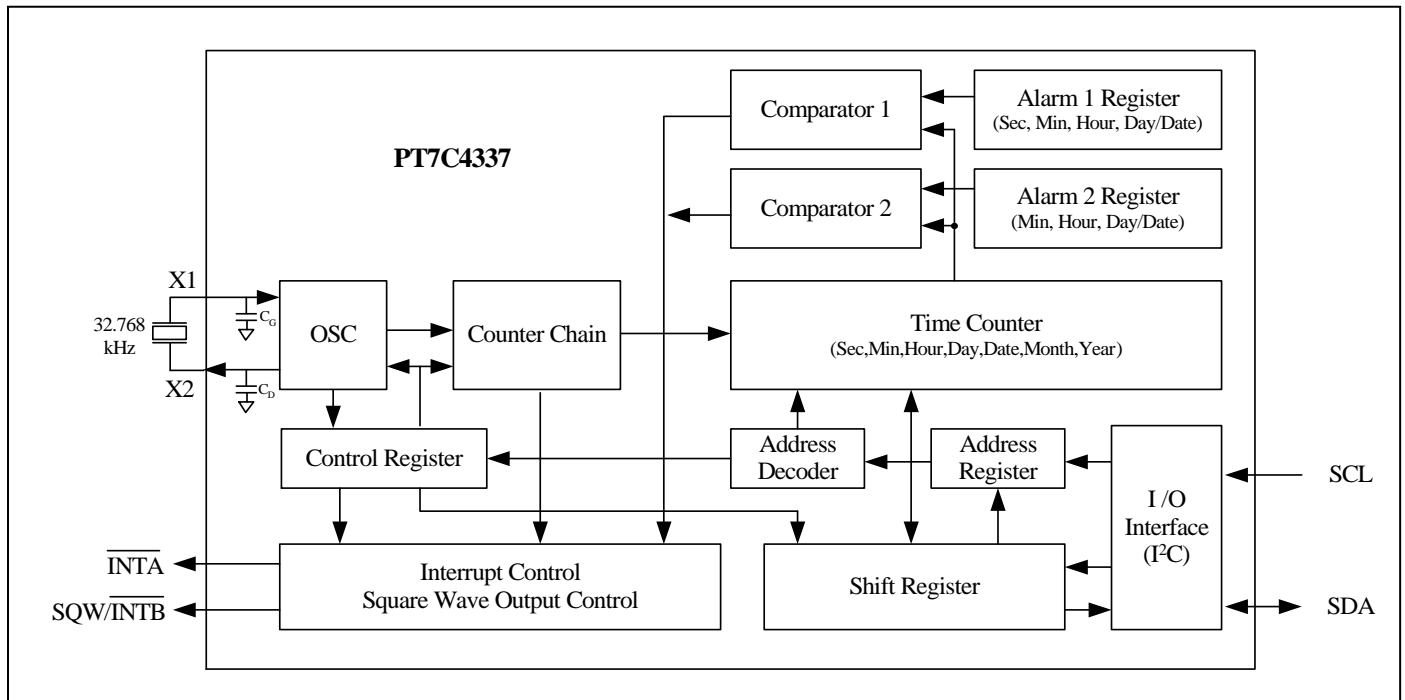 Comparator 1
Alarm 1 Register
(Sec, Min, Hour, Day/Date)
PT7C4337
Comparator 2
Alarm 2 Register
(Min, Hour, Day/Date)
X1
C_G
32.768
kHz
OSC
Counter Chain
Time Counter
(Sec,Min,Hour,Day,Date,Month,Year)
X2
C_D
Control Register
Address
Decoder
Address
Register
I /O
Interface
(I²C)
SCL
INTA
SQW/INTB
Interrupt Control
Square Wave Output Control
Shift Register
SDA